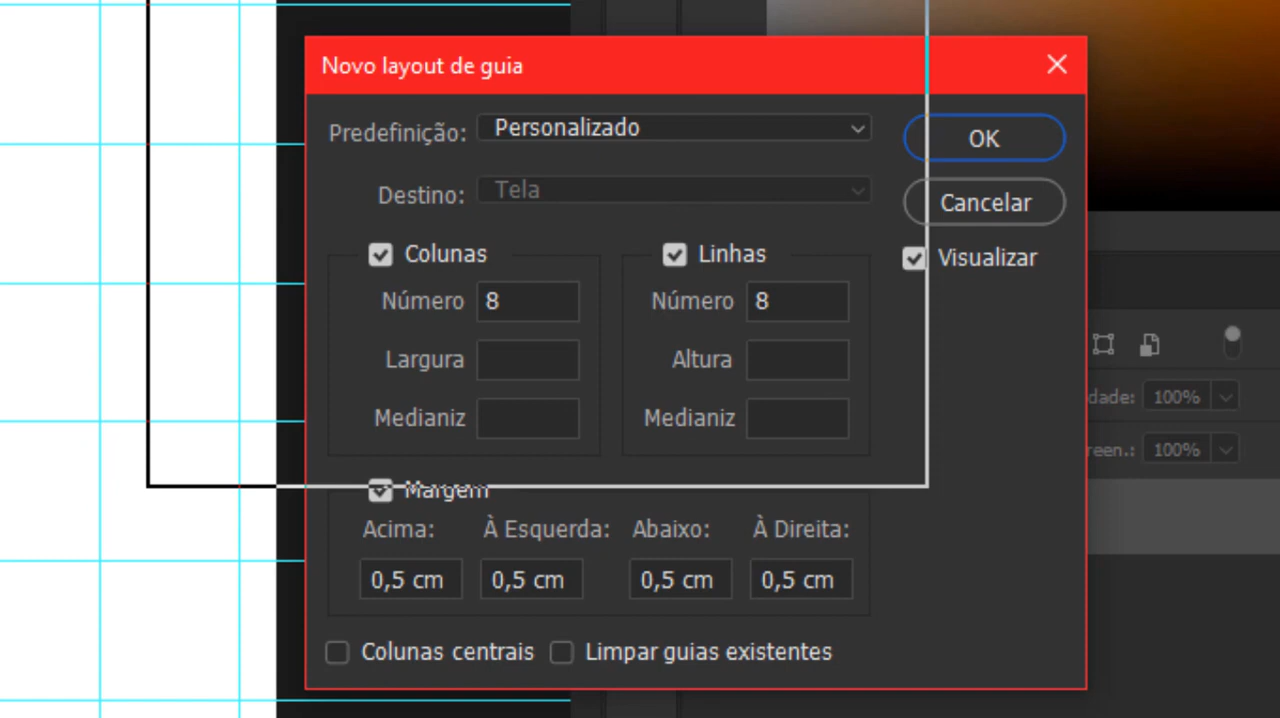 Novo layout de guia
Predefinição: Personalizado
OK
Destino: Tela
Cancelar
Colunas
Linhas
Visualizar
Número 8
Número 8
Largura
Altura
dade: 100%
Medianiz
Medianiz
reen.: 100%
Margem
Acima: À Esquerda: Abaixo: À Direita:
0,5 cm 0,5 cm 0,5 cm 0,5 cm
Colunas centrais Limpar guias existentes